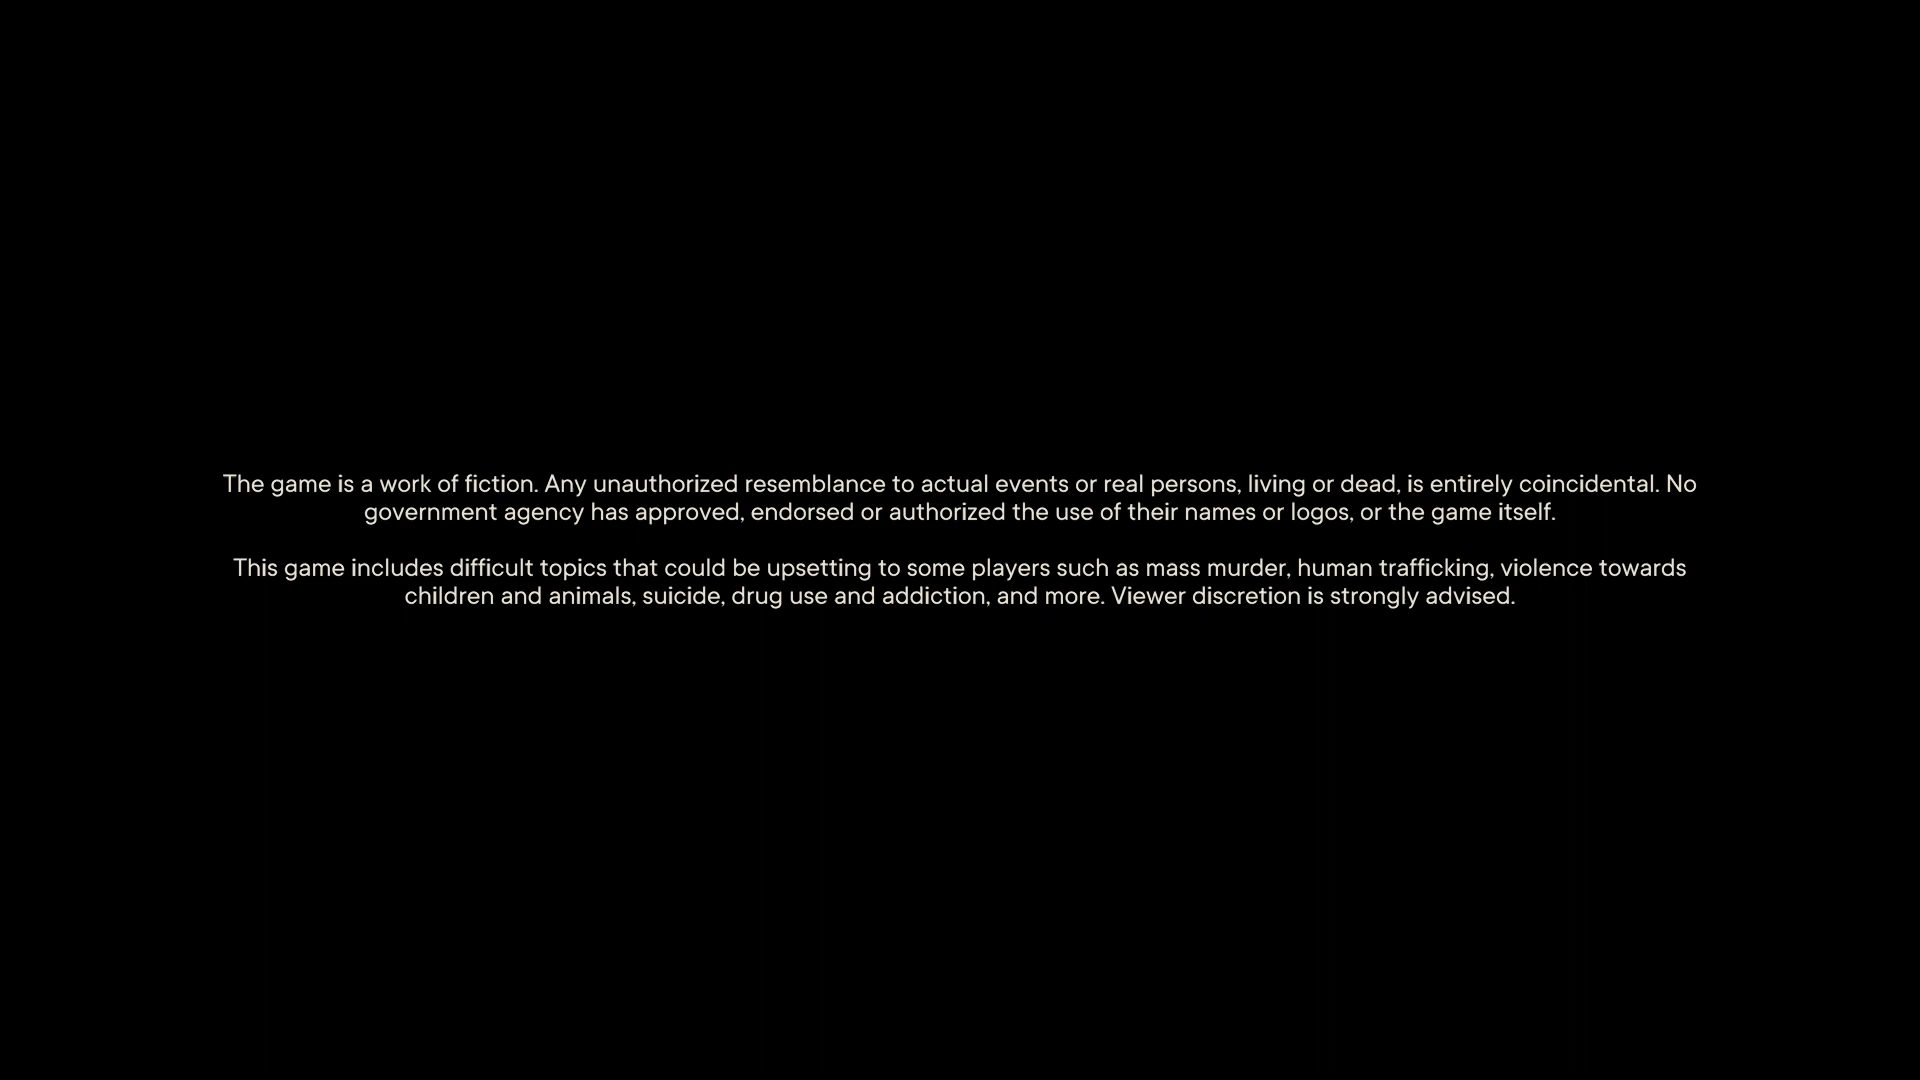 The game is a work of fiction. Any unauthorized resemblance to actual events or real persons, living or dead, is entirely coincidental. No
government agency has approved, endorsed or authorized the use of their names or logos, or the game itself.
This game includes difficult topics that could be upsetting to some players such as mass murder, human trafficking, violence towards
children and animals, suicide, drug use and addiction, and more. Viewer discretion is strongly advised.